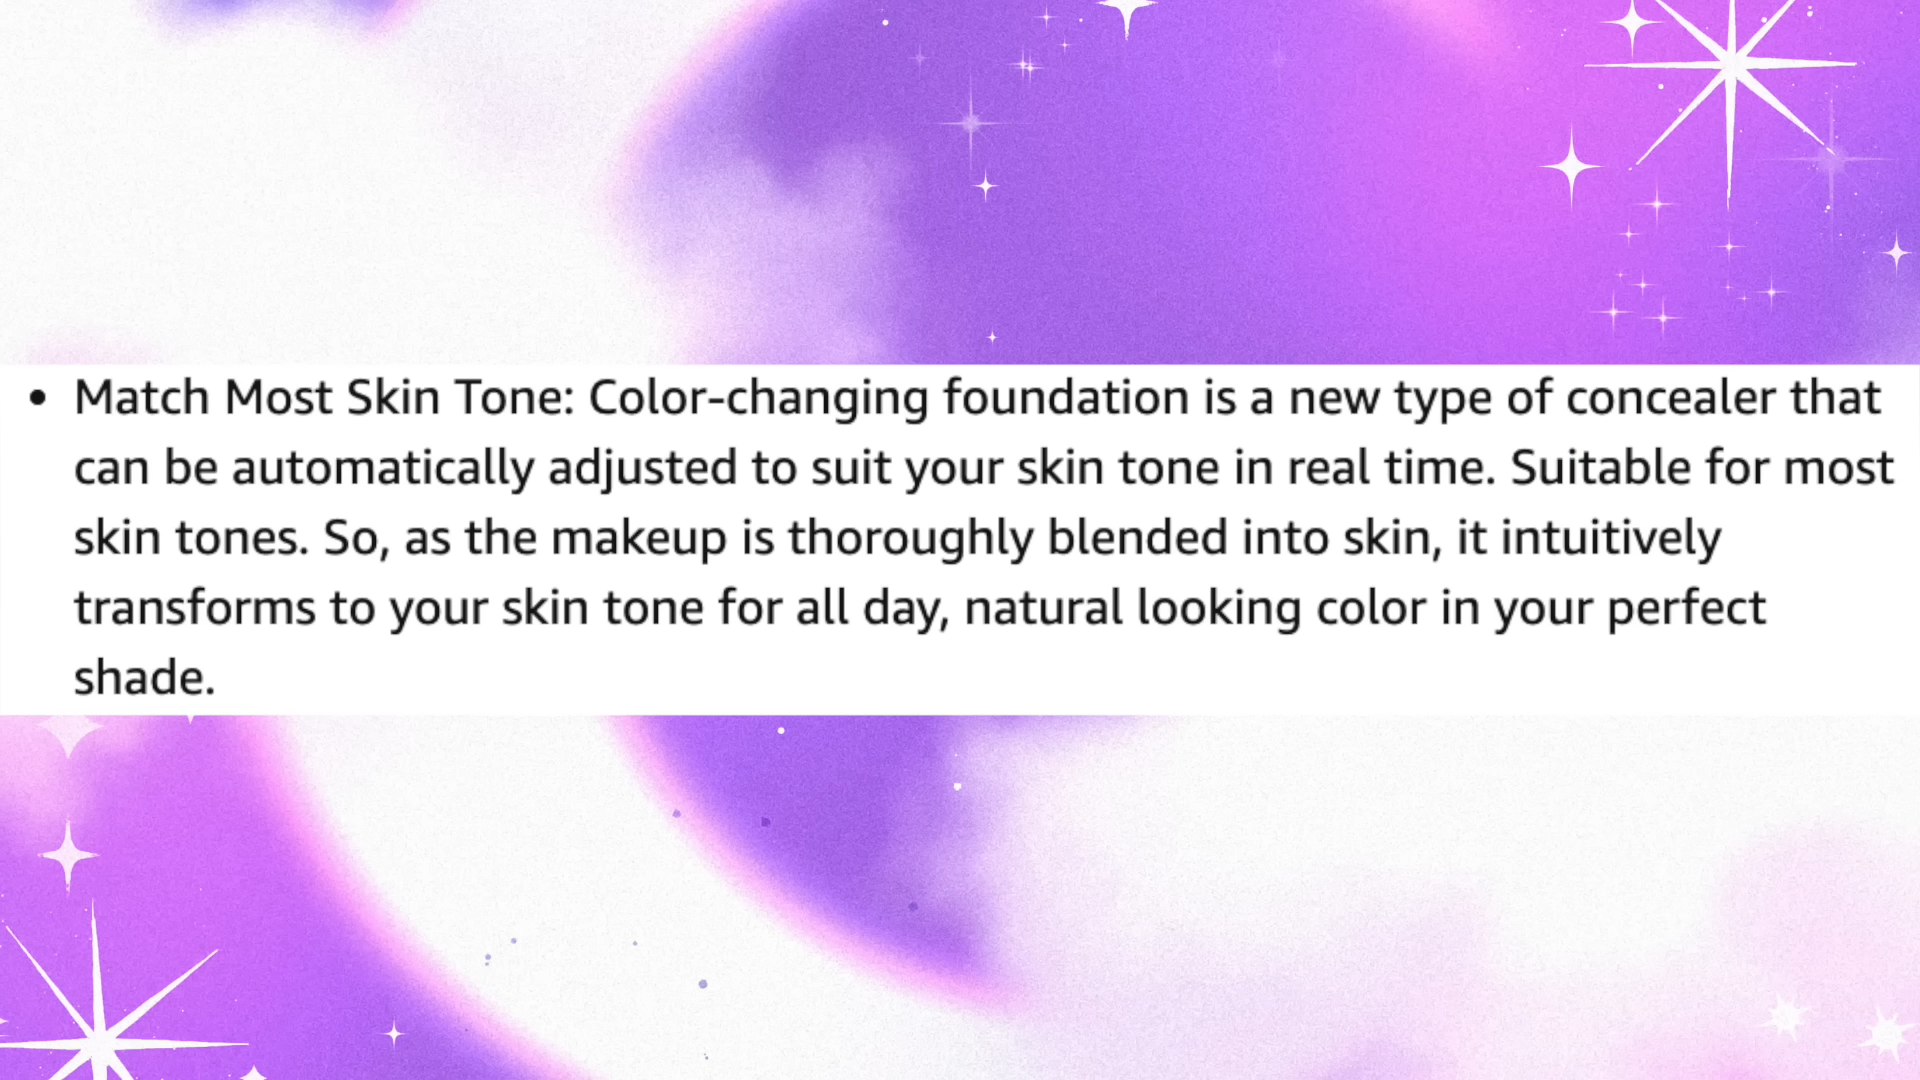 • Match Most Skin Tone: Color-changing foundation is a new type of concealer that
can be automatically adjusted to suit your skin tone in real time. Suitable for most
skin tones. So, as the makeup is thoroughly blended into skin, it intuitively
transforms to your skin tone for all day, natural looking color in your perfect
shade.